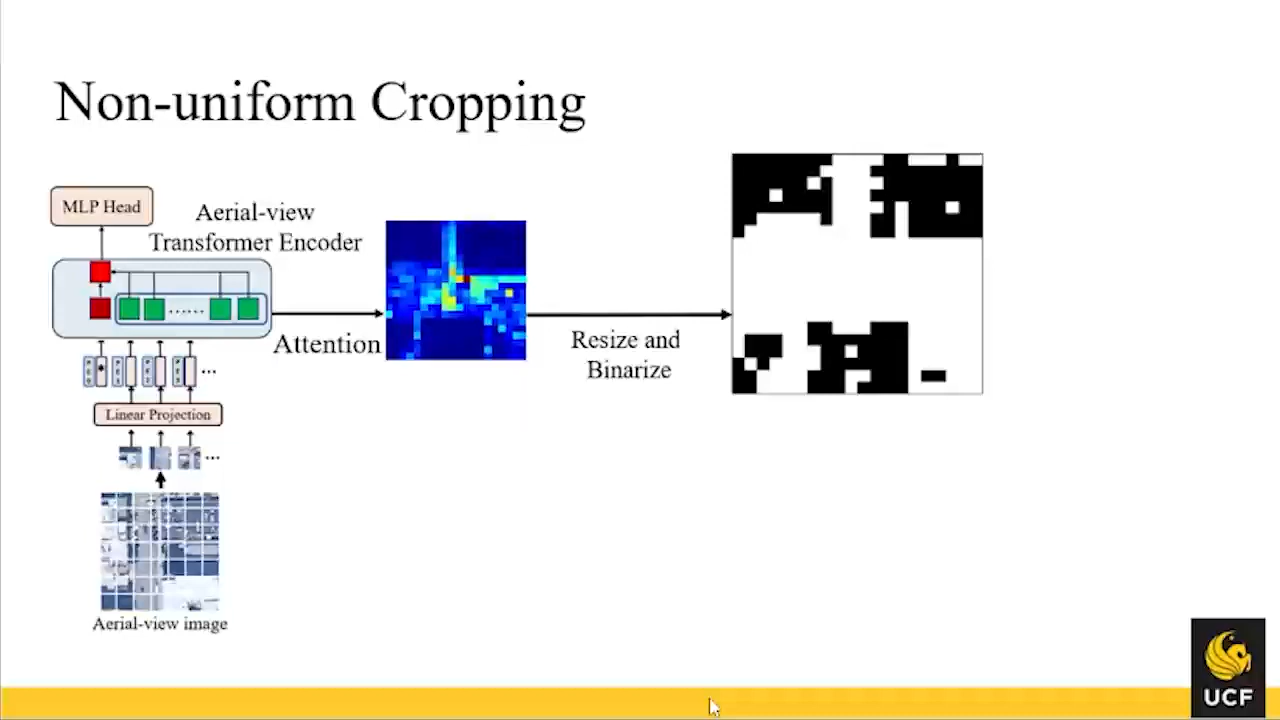 Non-uniform Cropping
MLP Head
Aerial-view
Transformer Encoder
Attention
Resize and
Binarize
Linear Projection
Aerial-view image
UCF